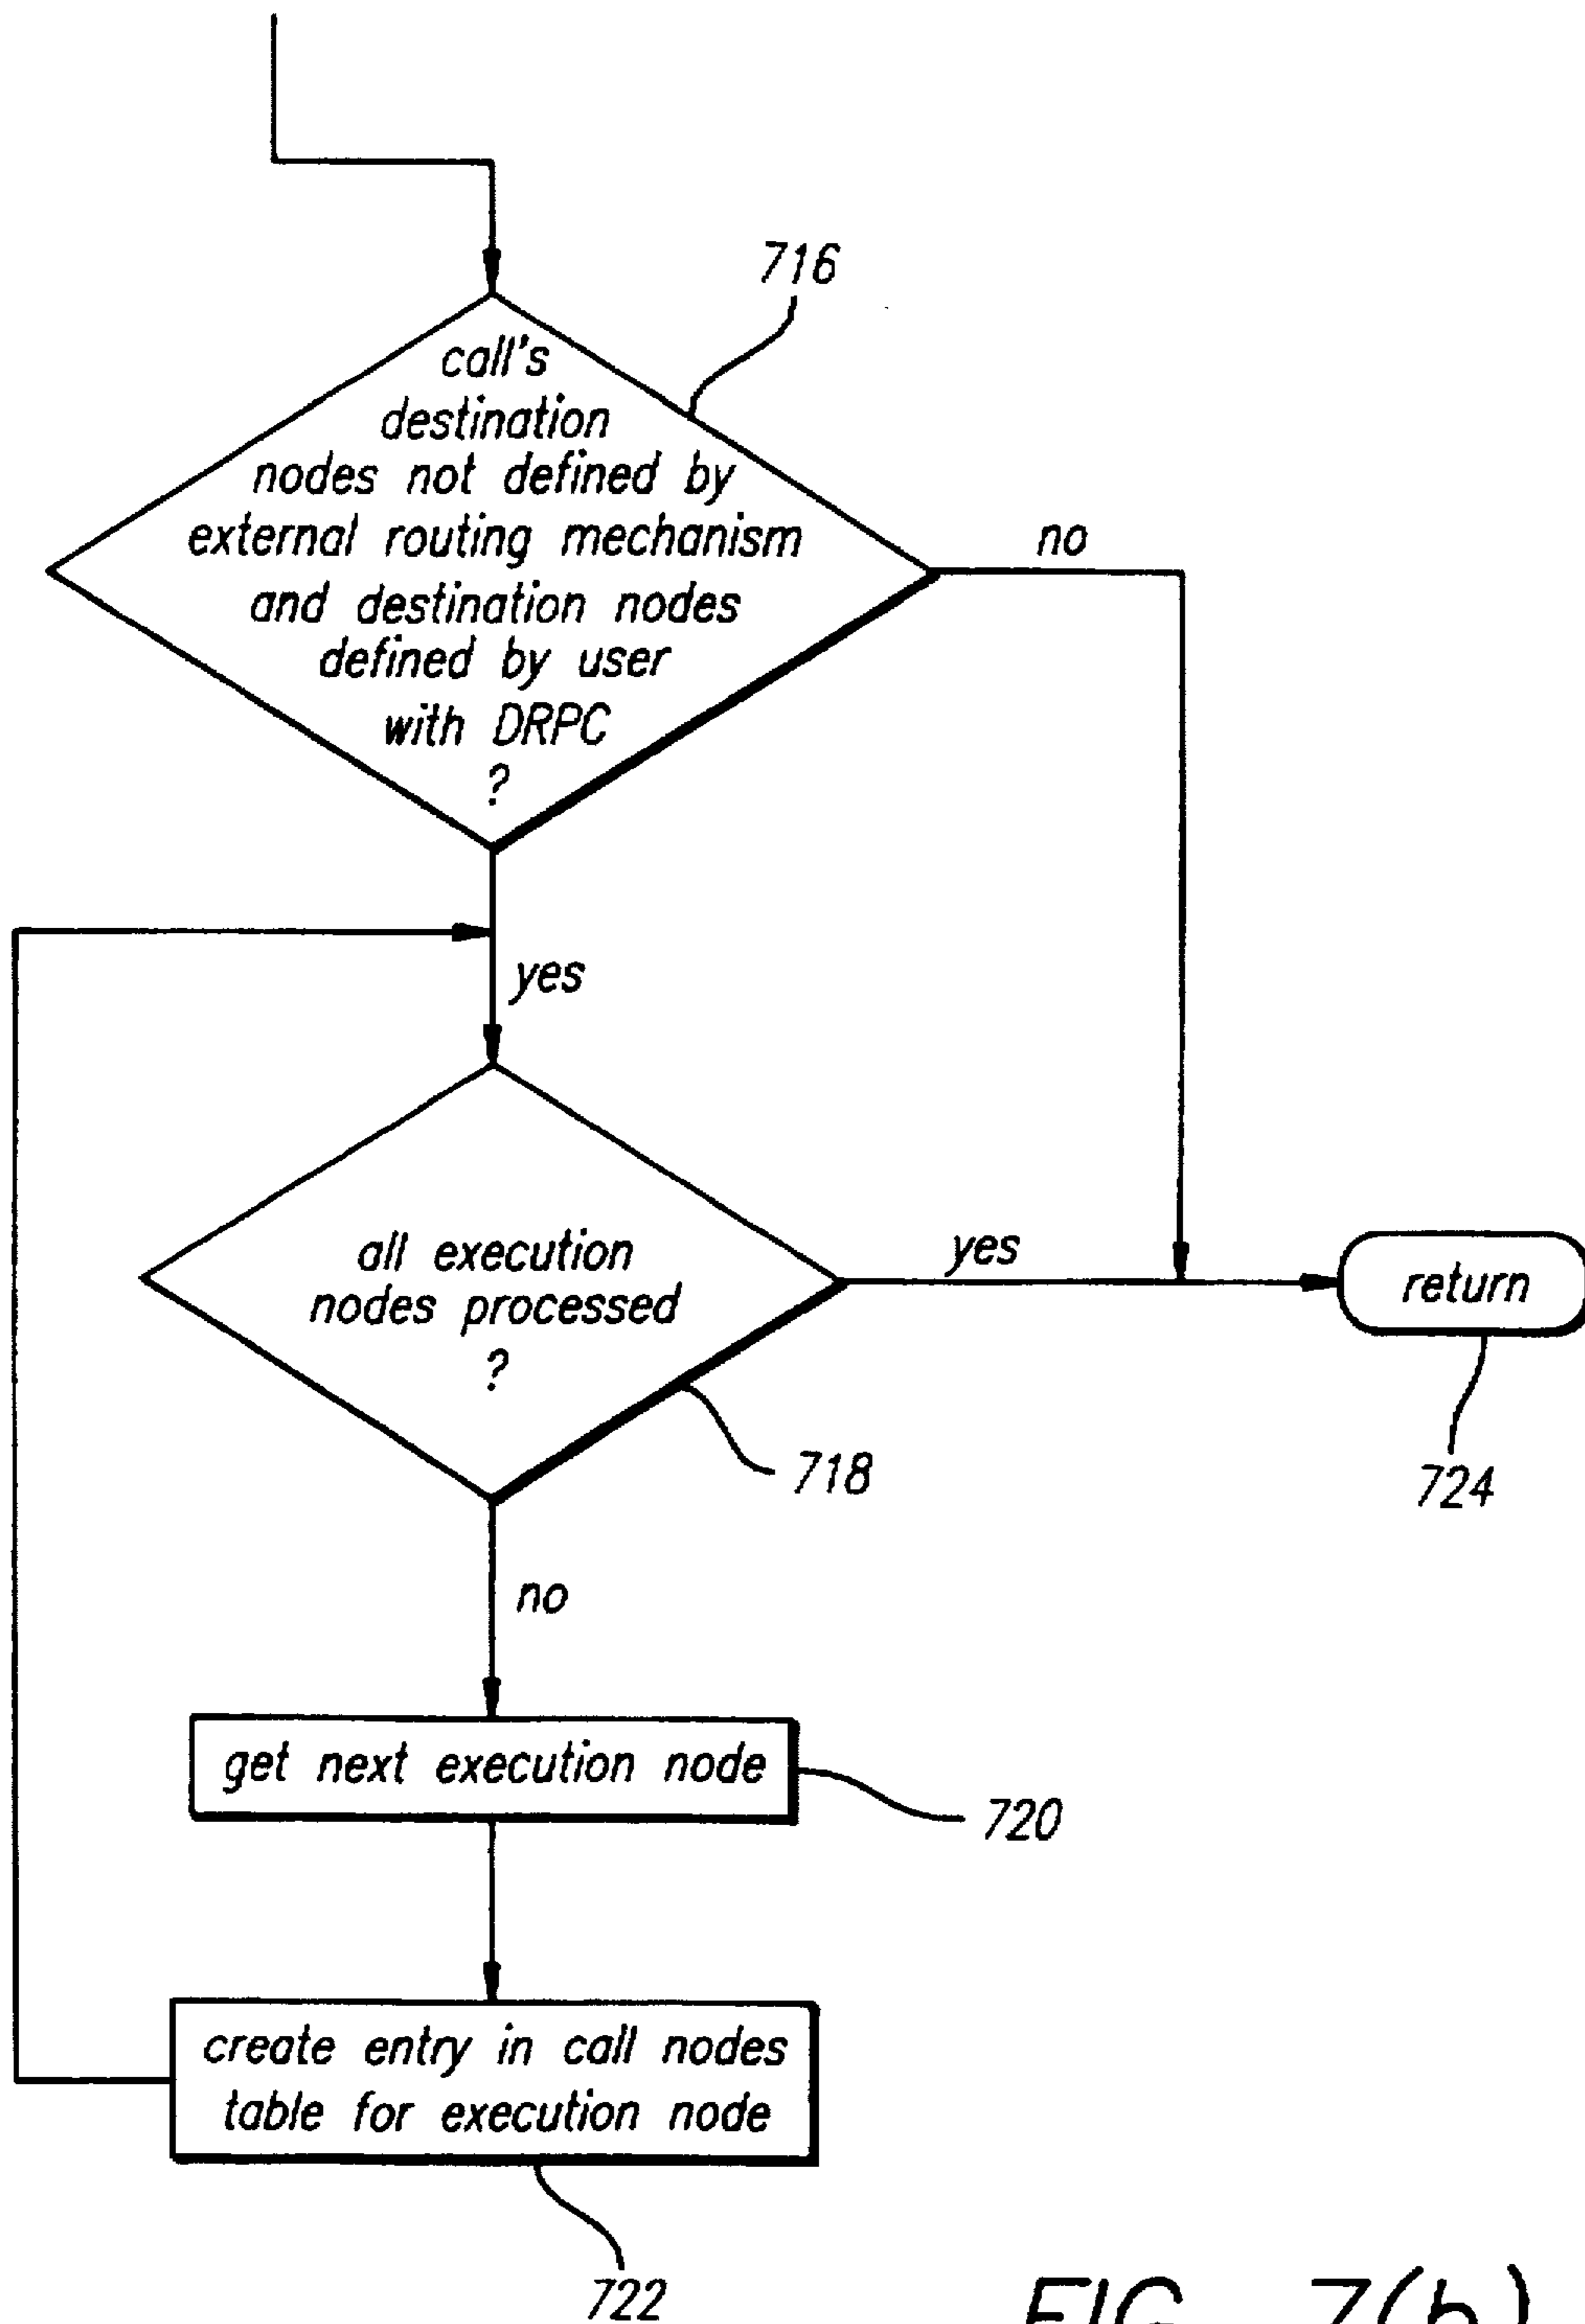 716
call's
destination
nodes not defined by
external routing mechanism
and destination nodes
defined by user
with DRPC
?
no
yes
all execution
nodes processed
?
yes
return
718
724
no
get next execution node
720
create entry in call nodes
table for execution node
722
FIG. 7(b)